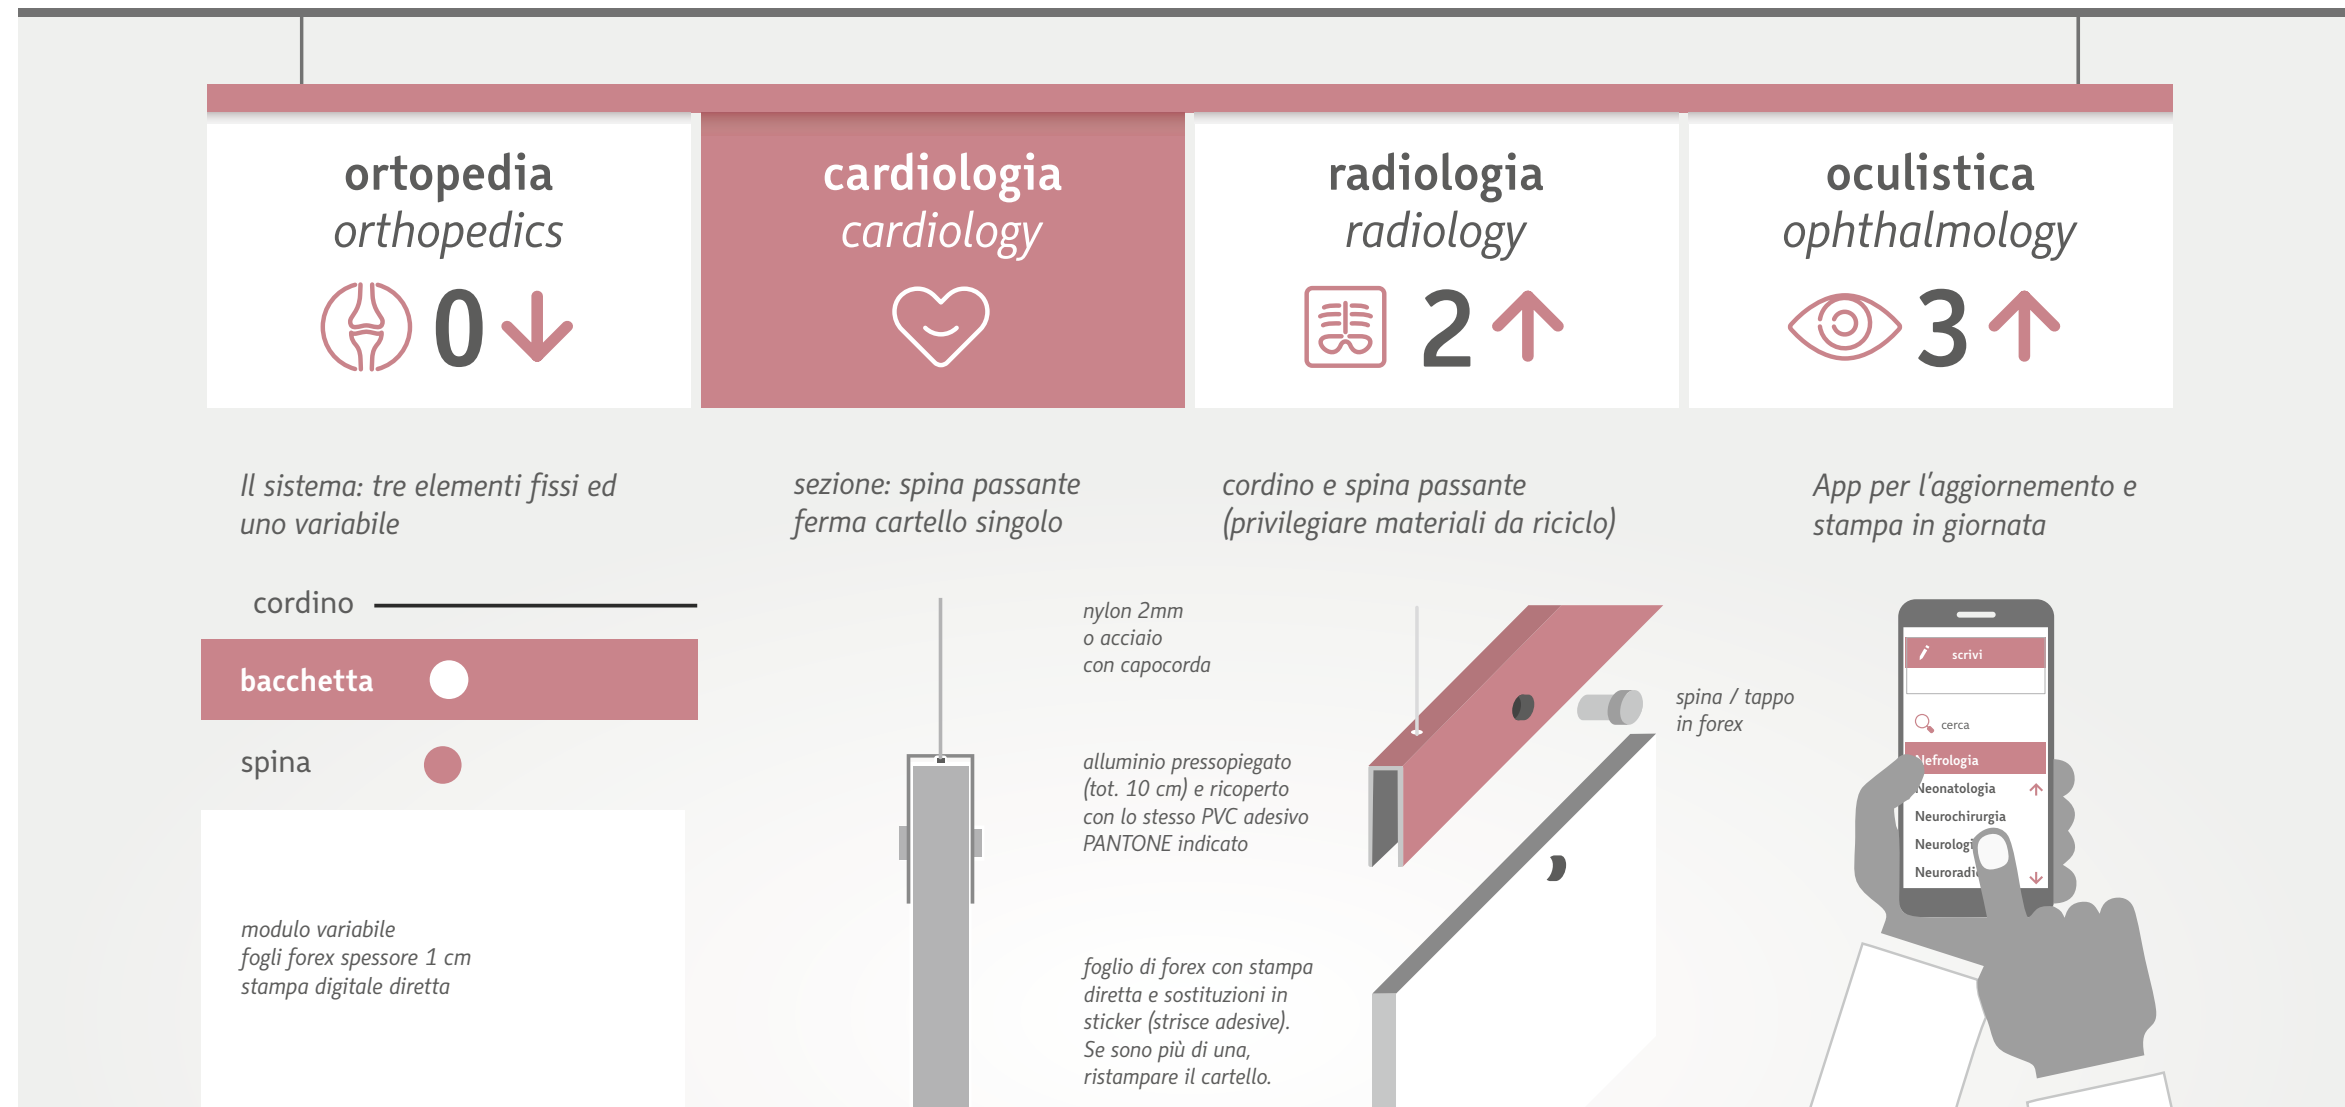 ortopedia
orthopedics
0
cardiologia
cardiology
radiologia
radiology
2
oculistica
ophthalmology
3
Il sistema: tre elementi fissi ed
uno variabile
cordino
bacchetta
spina
modulo variabile
fogli forex spessore 1 cm
stampa digitale diretta
sezione: spina passante
ferma cartello singolo
cordino e spina passante
(privilegiare materiali da riciclo)
nylon 2mm
o acciaio
con capocorda
alluminio pressopiegato
(tot. 10 cm) e ricoperto
con lo stesso PVC adesivo
PANTONE indicato
foglio di forex con stampa
diretta e sostituzioni in
sticker (strisce adesive).
Se sono più di una,
ristampare il cartello.
spina / tappo
in forex
App per l'aggiornemento e
stampa in giornata
scrivi
cerca
Nefrologia
Neonatologia
Neurochirurgia
Neurologi
Neuroradi